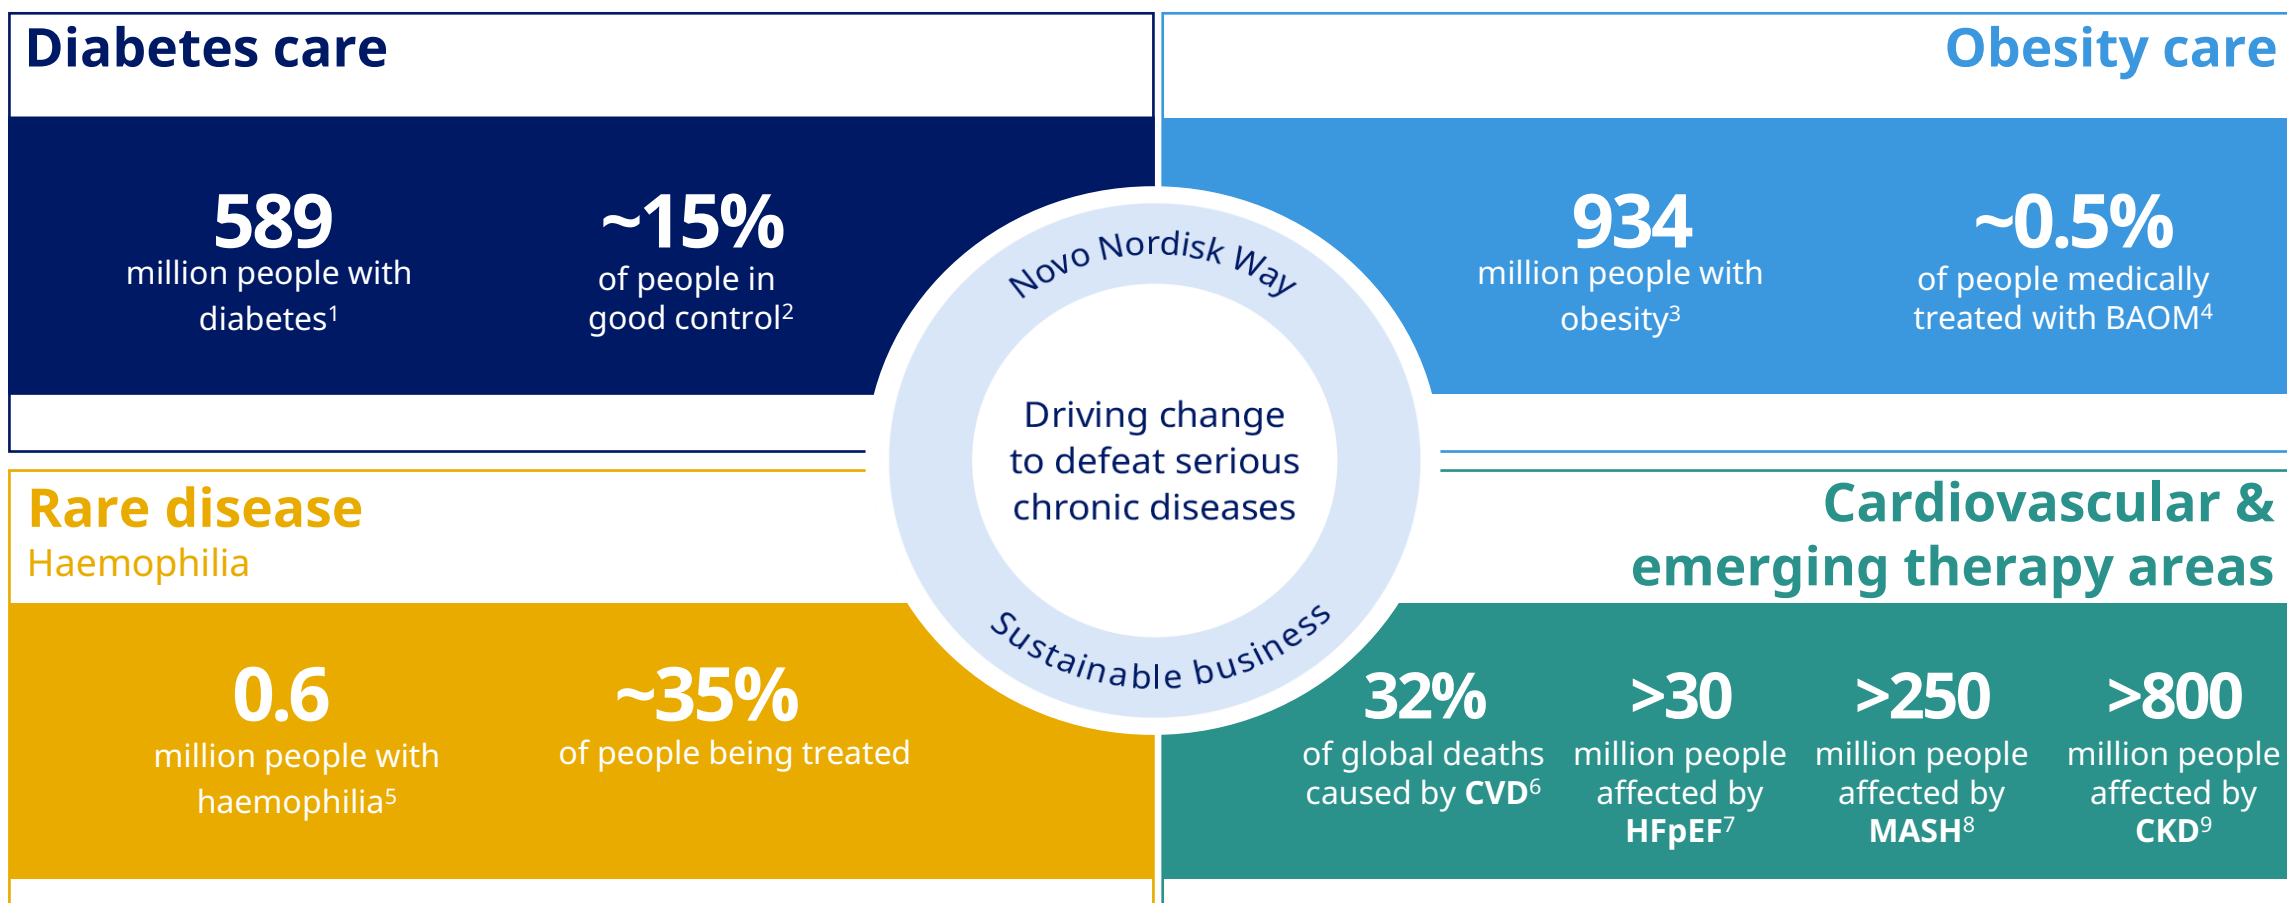 Diabetes care
589
million people with
diabetes¹
~15%
of people in
good control²
Obesity care
934
million people with
obesity³
~0.5%
of people medically
treated with BAOM⁴
Novo Nordisk Way
Driving change
to defeat serious
chronic diseases
Sustainable business
Rare disease
Haemophilia
0.6
million people with
haemophilia⁵
~35%
of people being treated
Cardiovascular &
emerging therapy areas
32%
of global deaths
caused by CVD⁶
>30
million people
affected by
HFpEF⁷
>250
million people
affected by
MASH⁸
>800
million people
affected by
CKD⁹